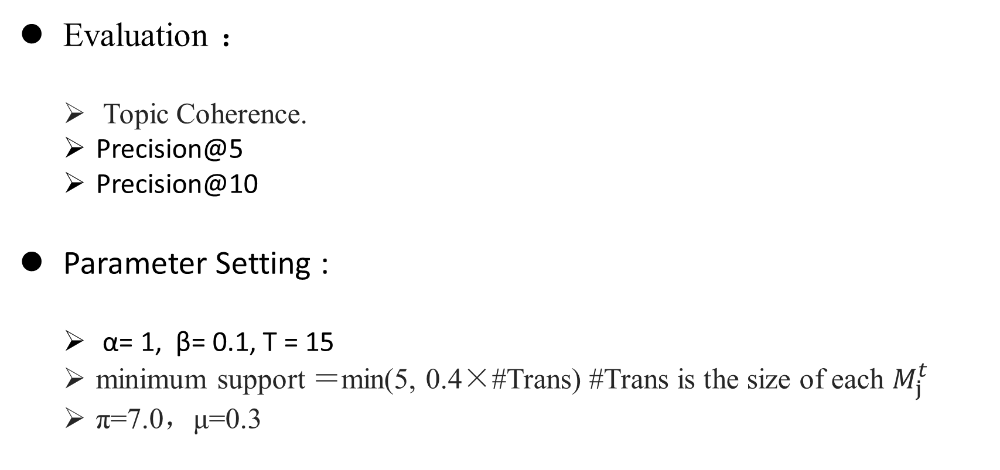 ● Evaluation ：
➢ Topic Coherence.
➢ Precision@5
➢ Precision@10
● Parameter Setting :
➢ α= 1, β= 0.1, T = 15
➢ minimum support ＝min(5, 0.4×#Trans) #Trans is the size of each $M_j^t$
➢ π=7.0，μ=0.3